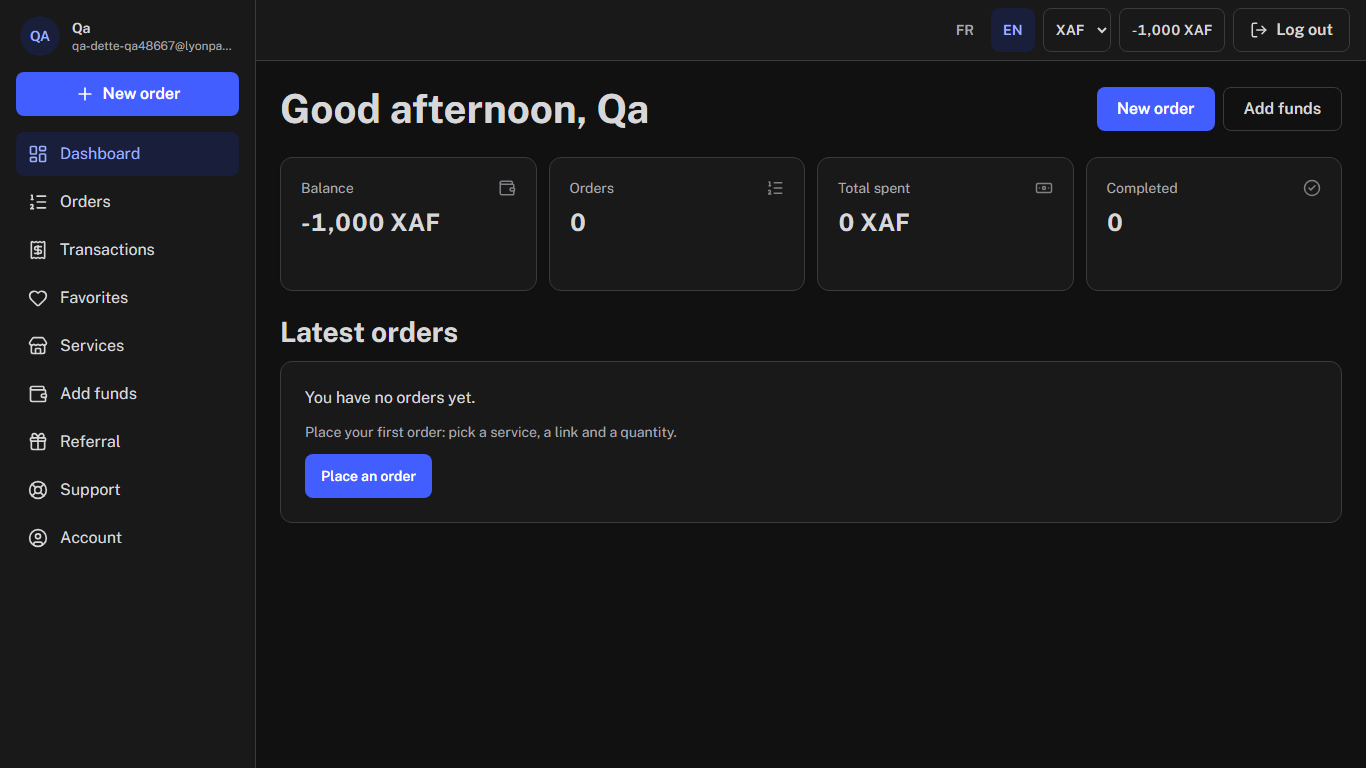 QA
Qa
qa-dette-qa48667@lyonpa...
New order
Dashboard
Orders
Transactions
Favorites
Services
Add funds
Referral
Support
Account
FR
EN
XAF
-1,000 XAF
Log out
Good afternoon, Qa
New order
Add funds
Balance
-1,000 XAF
Orders
0
Total spent
0 XAF
Completed
0
Latest orders
You have no orders yet.
Place your first order: pick a service, a link and a quantity.
Place an order